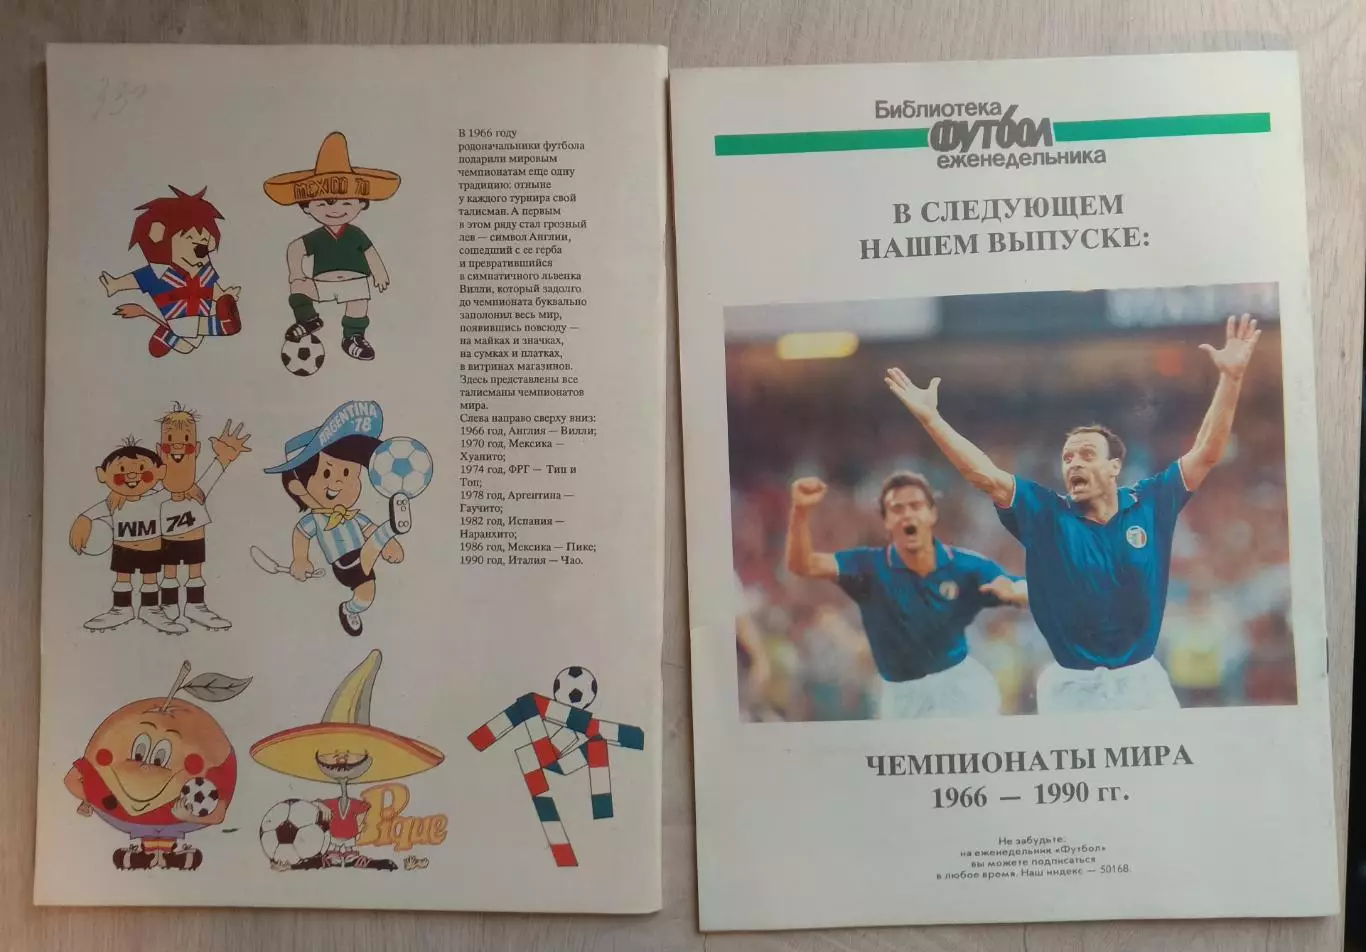 В 1966 году
родоначальники футбола
подарили мировым
чемпионатам еще одну
традицию: отныне
у каждого турнира свой
талисман. А первым
в этом ряду стал грозный
лев — символ Англии,
сошедший с ее герба
и превратившийся
в симпатичного львенка
Вилли, который задолго
до чемпионата буквально
заполонил весь мир,
появившись повсюду —
на майках и значках,
на сумках и платках,
в витринах магазинов.
Здесь представлены все
талисманы чемпионатов
мира.
Слева направо сверху вниз:
1966 год, Англия — Вилли;
1970 год, Мексика —
Хуанито;
1974 год, ФРГ — Тип и
Топ;
1978 год, Аргентина —
Гаучито;
1982 год, Испания —
Наранхито;
1986 год, Мексика — Пике;
1990 год, Италия — Чао.
MEXICO 70
WM 74
ARGENTINA
'78
Pique
Библиотека
Футбол
еженедельника
В СЛЕДУЮЩЕМ
НАШЕМ ВЫПУСКЕ:
ЧЕМПИОНАТЫ МИРА
1966 — 1990 гг.
Не забудьте:
на еженедельник «Футбол»
вы можете подписаться
в любое время. Наш индекс — 50168.